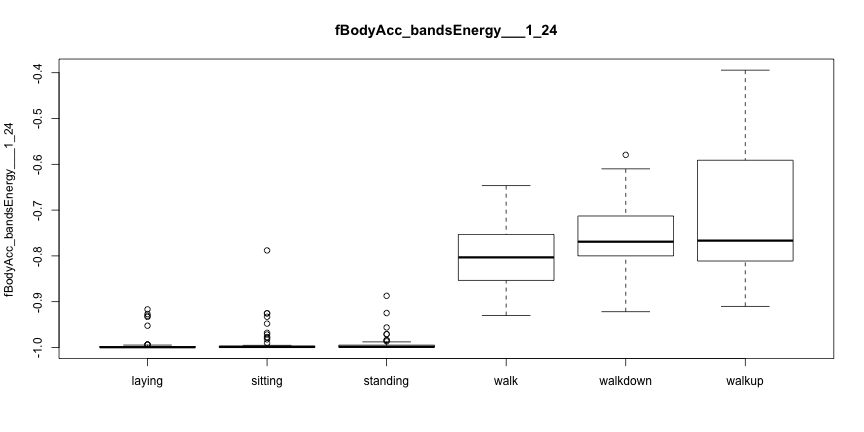 fBodyAcc_bandsEnergy___1_24
fBodyAcc_bandsEnergy___1_24
-0.4
-0.5
-0.6
-0.7
-0.8
-0.9
-1.0
laying sitting standing walk walkdown walkup